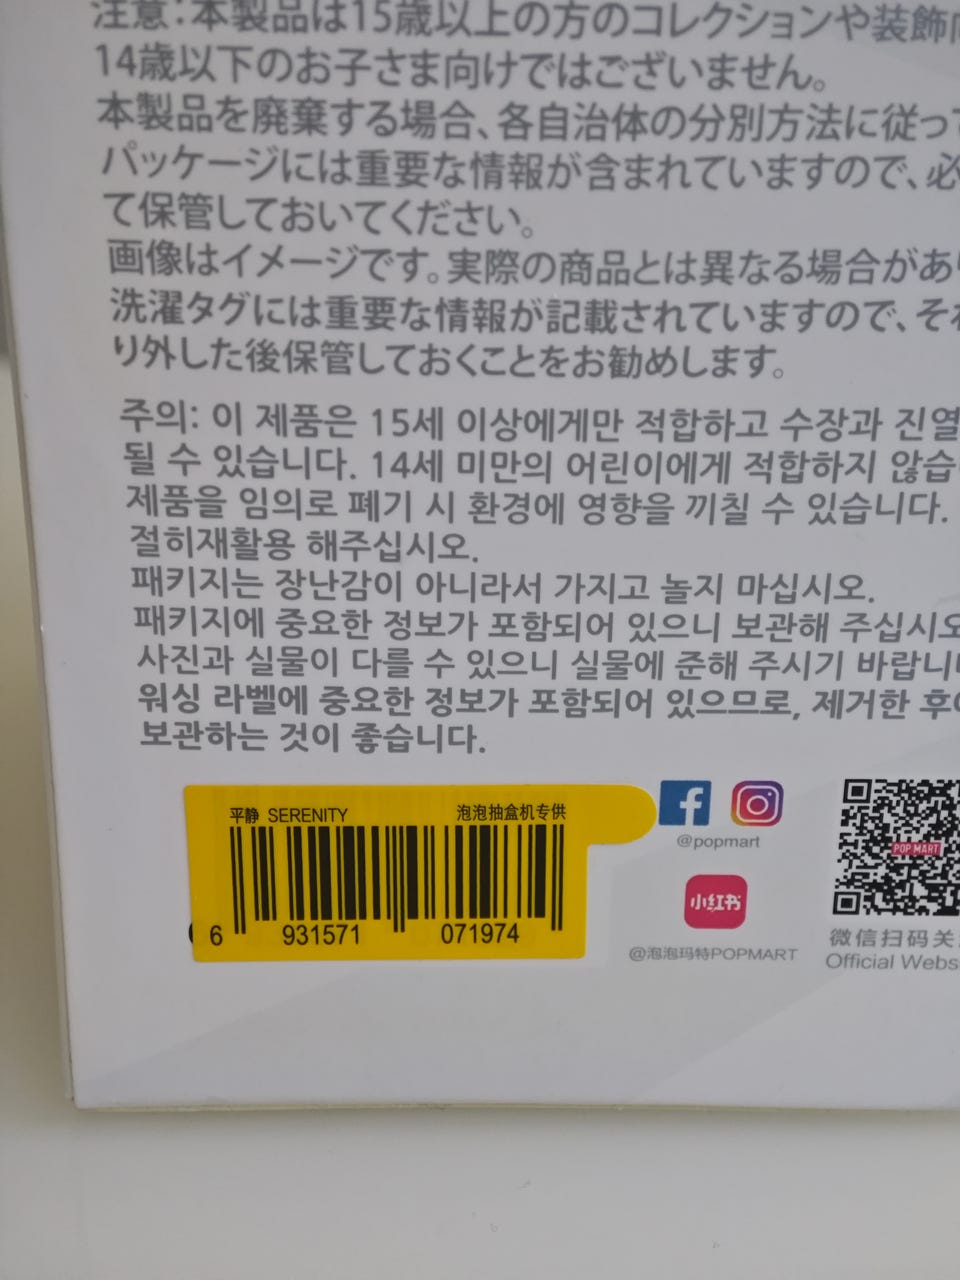 注意：本製品は15歳以上の方のコレクションや装飾
14歳以下のお子さま向けではございません。
本製品を廃棄する場合、各自治体の分別方法に従っ
パッケージには重要な情報が含まれていますので、必
て保管しておいてください。
画像はイメージです。実際の商品とは異なる場合があ
洗濯タグには重要な情報が記載されていますので、それ
り外した後保管しておくことをお勧めします。
주의: 이 제품은 15세 이상에게만 적합하고 수장과 진열
될 수 있습니다. 14세 미만의 어린이에게 적합하지 않습
제품을 임의로 폐기 시 환경에 영향을 끼칠 수 있습니다.
절히재활용 해주십시오.
패키지는 장난감이 아니라서 가지고 놀지 마십시오.
패키지에 중요한 정보가 포함되어 있으니 보관해 주십시오
사진과 실물이 다를 수 있으니 실물에 준해 주시기 바랍니
워싱 라벨에 중요한 정보가 포함되어 있으므로, 제거한 후
보관하는 것이 좋습니다.
平静 SERENITY 泡泡抽盒机专供
6 931571 071974
@popmart
小红书
@泡泡玛特POPMART
POP MART
微信扫码关
Official Webs